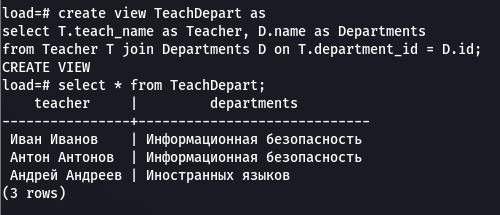 load=# create view TeachDepart as
select T.teach_name as Teacher, D.name as Departments
from Teacher T join Departments D on T.department_id = D.id;
CREATE VIEW
load=# select * from TeachDepart;
    teacher     |         departments
----------------+-----------------------------
 Иван Иванов    | Информационная безопасность
 Антон Антонов  | Информационная безопасность
 Андрей Андреев | Иностранных языков
(3 rows)